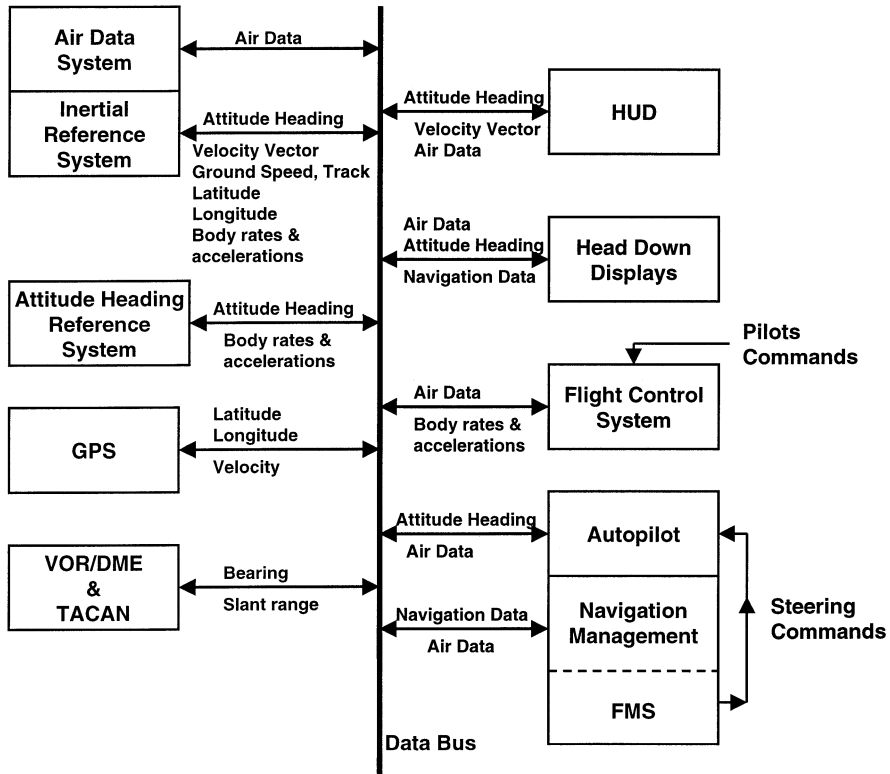 Air Data
System
Air Data
Inertial
Reference
System
Attitude Heading
Velocity Vector
Ground Speed, Track
Latitude
Longitude
Body rates &
accelerations
Attitude Heading
Reference
System
Attitude Heading
Body rates &
accelerations
GPS
Latitude
Longitude
Velocity
VOR/DME
&
TACAN
Bearing
Slant range
Attitude Heading
Velocity Vector
Air Data
HUD
Air Data
Attitude Heading
Navigation Data
Head Down
Displays
Pilots
Commands
Air Data
Body rates &
accelerations
Flight Control
System
Attitude Heading
Air Data
Autopilot
Navigation Data
Air Data
Navigation
Management
FMS
Steering
Commands
Data Bus